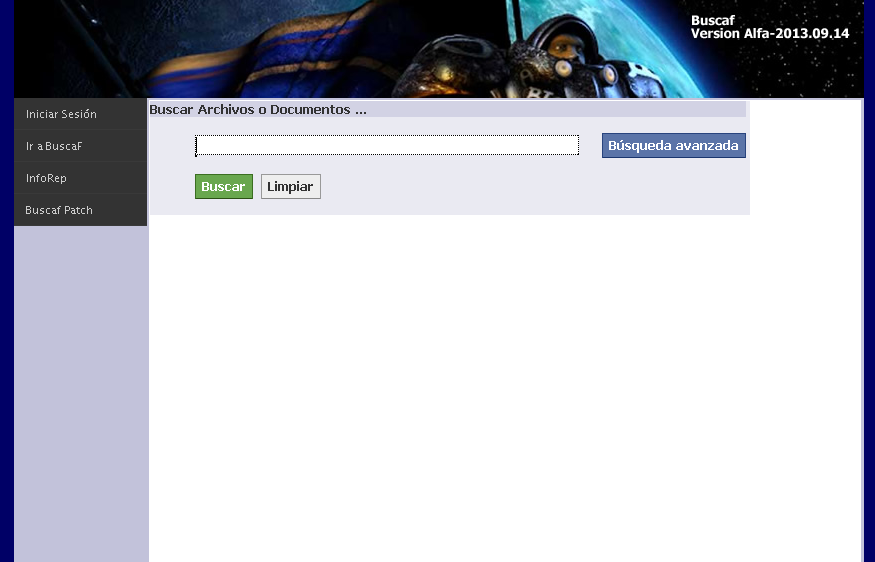 Buscaf
Version Alfa-2013.09.14
Iniciar Sesión
Ir a BuscaF
InfoRep
Buscaf Patch
Buscar Archivos o Documentos ...
Búsqueda avanzada
Buscar
Limpiar